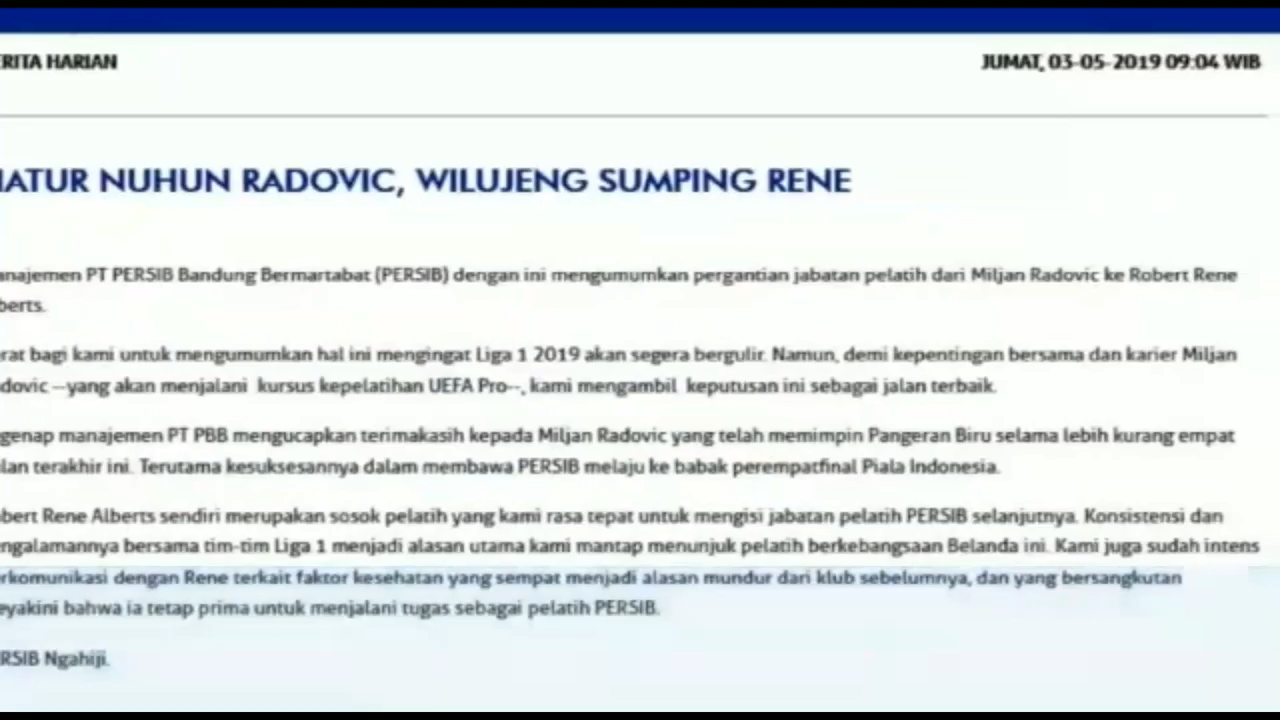 ERITA HARIAN
JUMAT, 03-05-2019 09:04 WIB
HATUR NUHUN RADOVIC, WILUJENG SUMPING RENE
anajemen PT PERSIB Bandung Bermartabat (PERSIB) dengan ini mengumumkan pergantian jabatan pelatih dari Miljan Radovic ke Robert Rene
berts.
rat bagi kami untuk mengumumkan hal ini mengingat Liga 1 2019 akan segera bergulir. Namun, demi kepentingan bersama dan karier Miljan
dovic --yang akan menjalani kursus kepelatihan UEFA Pro--, kami mengambil keputusan ini sebagai jalan terbaik.
genap manajemen PT PBB mengucapkan terimakasih kepada Miljan Radovic yang telah memimpin Pangeran Biru selama lebih kurang empat
lan terakhir ini. Terutama kesuksesannya dalam membawa PERSIB melaju ke babak perempatfinal Piala Indonesia.
bert Rene Alberts sendiri merupakan sosok pelatih yang kami rasa tepat untuk mengisi jabatan pelatih PERSIB selanjutnya. Konsistensi dan
engalamannya bersama tim-tim Liga 1 menjadi alasan utama kami mantap menunjuk pelatih berkebangsaan Belanda ini. Kami juga sudah intens
erkomunikasi dengan Rene terkait faktor kesehatan yang sempat menjadi alasan mundur dari klub sebelumnya, dan yang bersangkutan
eyakini bahwa ia tetap prima untuk menjalani tugas sebagai pelatih PERSIB.
RSIB Ngahiji.